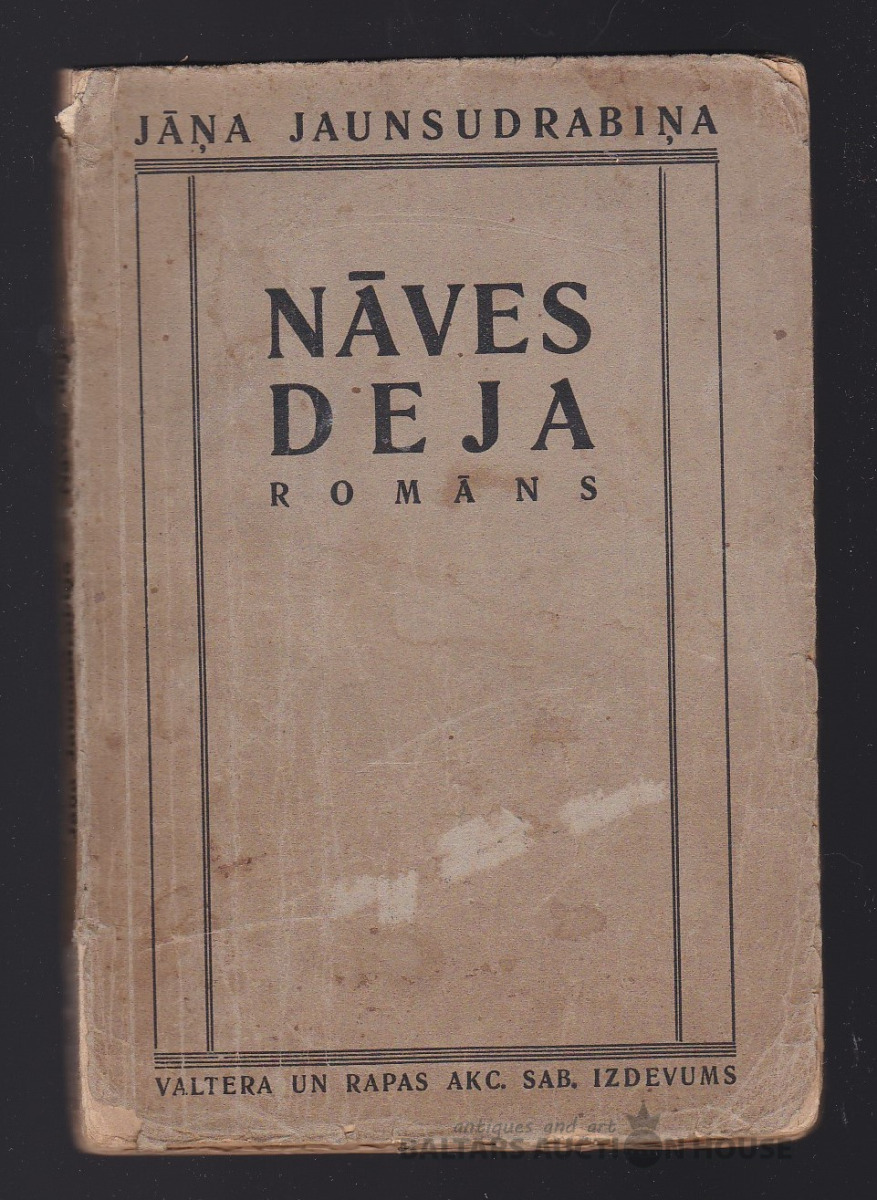 JĀŅA JAUNSUDRABIŅA
NĀVES
DEJA
ROMĀNS
VALTERA UN RAPAS AKC. SAB. IZDEVUMS
antiques and art
BALTARS AUCTION HOUSE